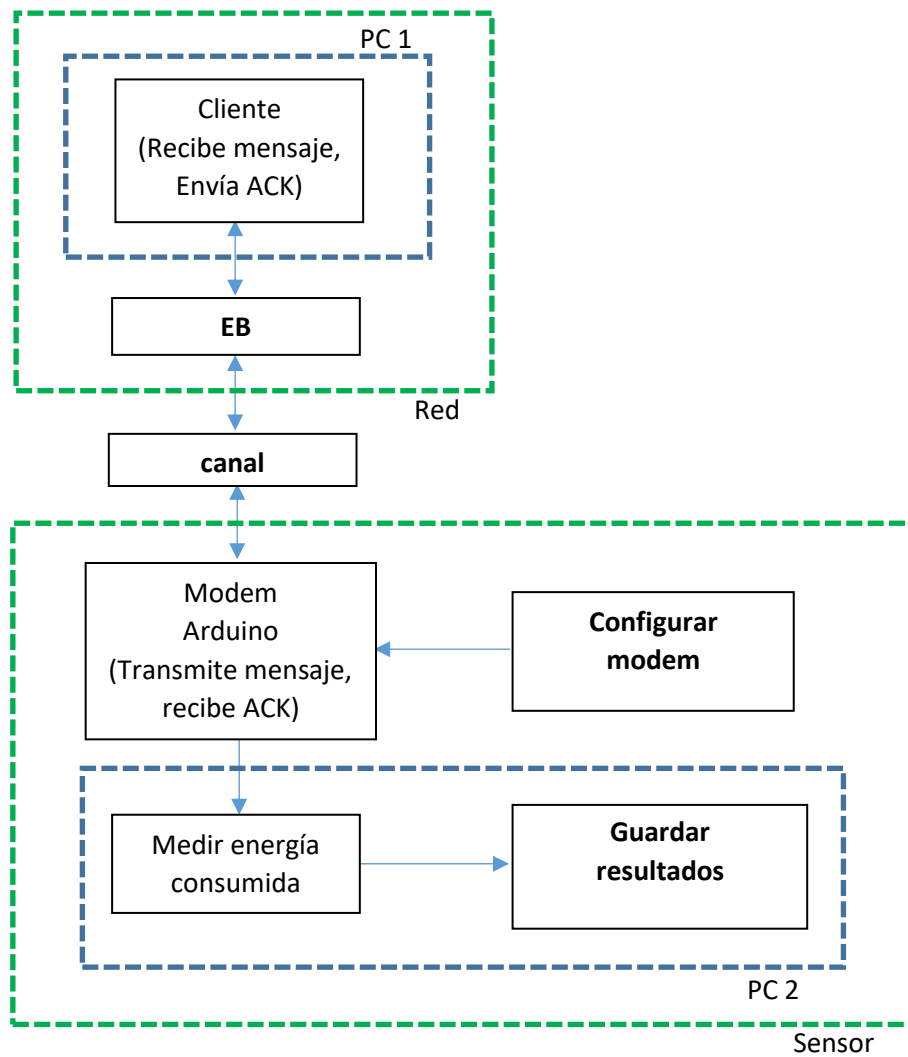 PC 1
Cliente
(Recibe mensaje,
Envía ACK)
EB
Red
canal
Modem
Arduino
(Transmite mensaje,
recibe ACK)
Configurar
modem
Medir energía
consumida
Guardar
resultados
PC 2
Sensor